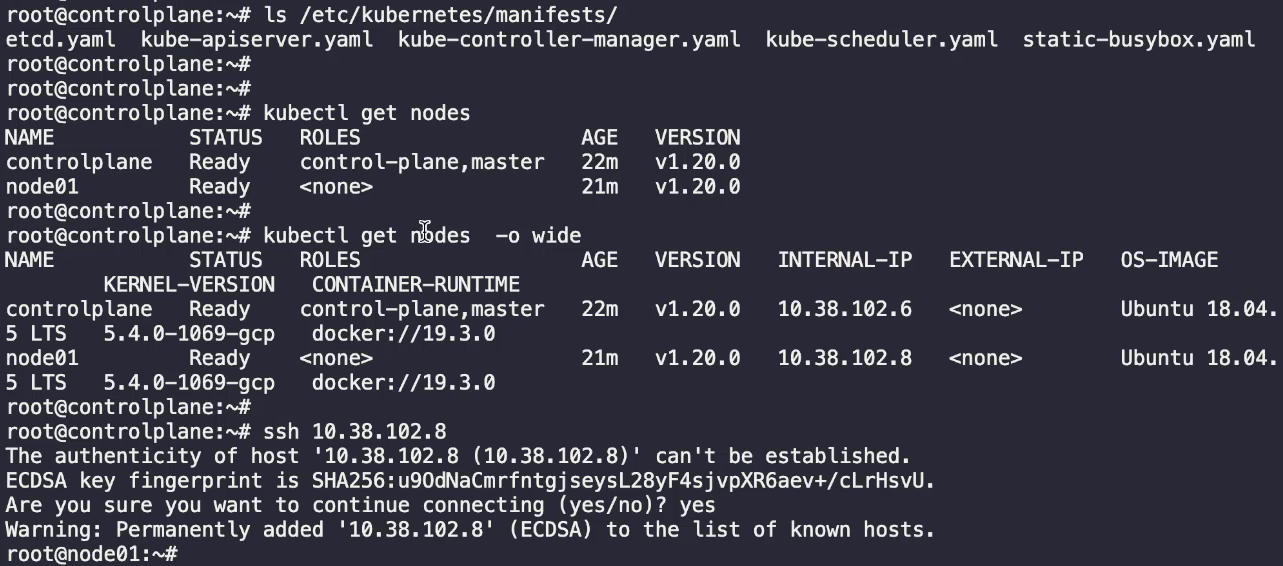 root@controlplane:~# ls /etc/kubernetes/manifests/
etcd.yaml  kube-apiserver.yaml  kube-controller-manager.yaml  kube-scheduler.yaml  static-busybox.yaml
root@controlplane:~#
root@controlplane:~#
root@controlplane:~# kubectl get nodes
NAME           STATUS   ROLES                  AGE   VERSION
controlplane   Ready    control-plane,master   22m   v1.20.0
node01         Ready    <none>                 21m   v1.20.0
root@controlplane:~#
root@controlplane:~# kubectl get nodes  -o wide
NAME           STATUS   ROLES                  AGE   VERSION   INTERNAL-IP   EXTERNAL-IP   OS-IMAGE
        KERNEL-VERSION   CONTAINER-RUNTIME
controlplane   Ready    control-plane,master   22m   v1.20.0   10.38.102.6   <none>        Ubuntu 18.04.
5 LTS   5.4.0-1069-gcp   docker://19.3.0
node01         Ready    <none>                 21m   v1.20.0   10.38.102.8   <none>        Ubuntu 18.04.
5 LTS   5.4.0-1069-gcp   docker://19.3.0
root@controlplane:~#
root@controlplane:~# ssh 10.38.102.8
The authenticity of host '10.38.102.8 (10.38.102.8)' can't be established.
ECDSA key fingerprint is SHA256:u9OdNaCmrfntgjseysL28yF4sjvpXR6aev+/cLrHsvU.
Are you sure you want to continue connecting (yes/no)? yes
Warning: Permanently added '10.38.102.8' (ECDSA) to the list of known hosts.
root@node01:~#